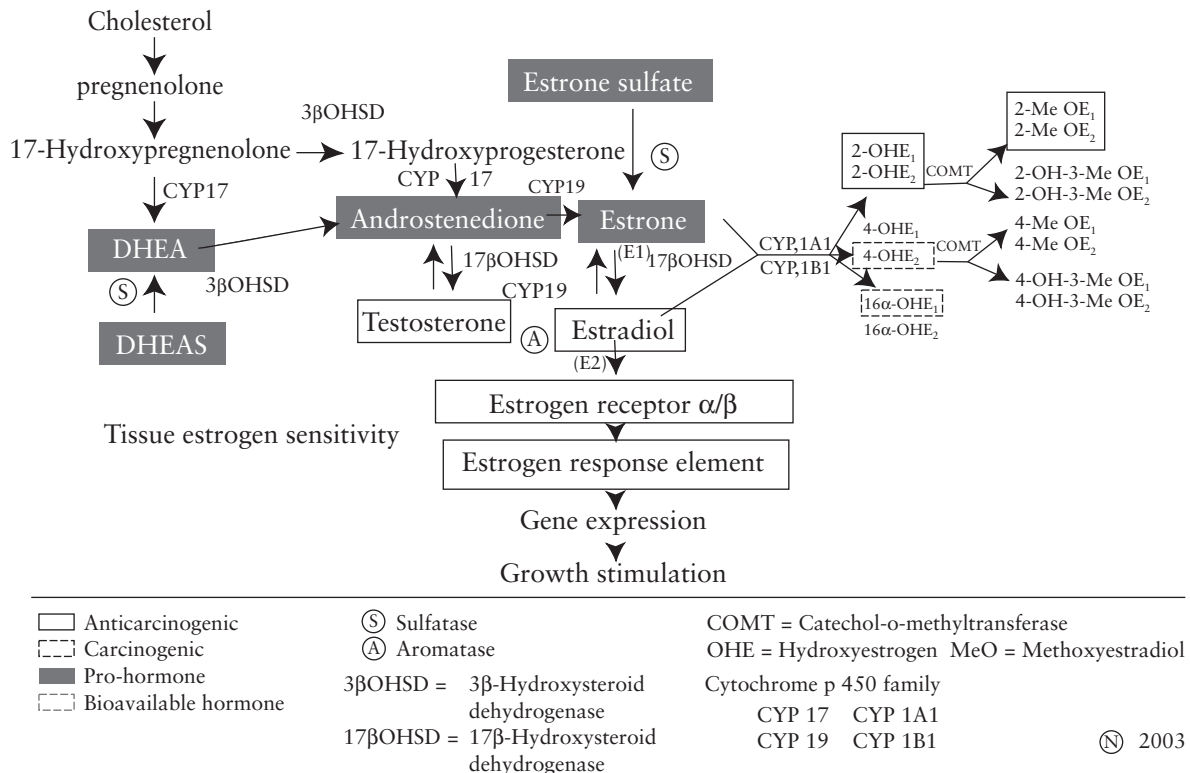 Cholesterol
pregnenolone
17-Hydroxypregnenolone
3βOHSD
17-Hydroxyprogesterone
Estrone sulfate
S
CYP17
CYP 17
CYP19
DHEA
Androstenedione
Estrone
(E1)
S
3βOHSD
17βOHSD
17βOHSD
CYP19
DHEAS
Testosterone
A
Estradiol
(E2)
CYP,1A1
CYP,1B1
2-OHE₁
2-OHE₂
COMT
2-Me OE₁
2-Me OE₂
2-OH-3-Me OE₁
2-OH-3-Me OE₂
4-OHE₁
4-OHE₂
COMT
4-Me OE₁
4-Me OE₂
4-OH-3-Me OE₁
4-OH-3-Me OE₂
16α-OHE₁
16α-OHE₂
Estrogen receptor α/β
Tissue estrogen sensitivity
Estrogen response element
Gene expression
Growth stimulation
Anticarcinogenic
Carcinogenic
Pro-hormone
Bioavailable hormone
S Sulfatase
A Aromatase
3βOHSD = 3β-Hydroxysteroid
dehydrogenase
17βOHSD = 17β-Hydroxysteroid
dehydrogenase
COMT = Catechol-o-methyltransferase
OHE = Hydroxyestrogen MeO = Methoxyestradiol
Cytochrome p 450 family
CYP 17 CYP 1A1
CYP 19 CYP 1B1
N 2003